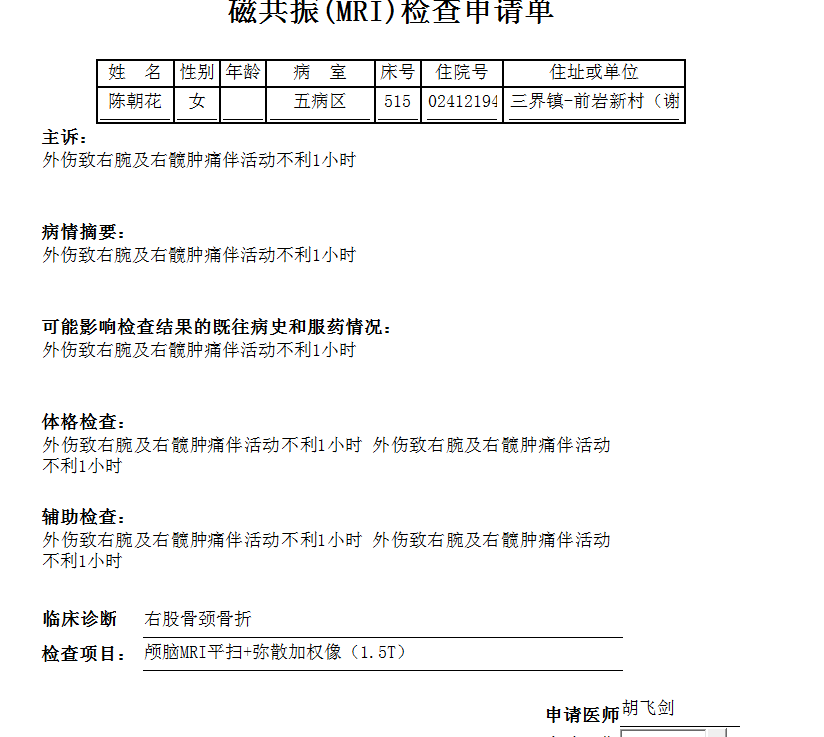 磁共振(MRI)检查申请单
姓 名 性别 年龄 病 室 床号 住院号 住址或单位
陈朝花 女 五病区 515 02412194 三界镇-前岩新村（谢
主诉:
外伤致右腕及右髋肿痛伴活动不利1小时
病情摘要:
外伤致右腕及右髋肿痛伴活动不利1小时
可能影响检查结果的既往病史和服药情况:
外伤致右腕及右髋肿痛伴活动不利1小时
体格检查:
外伤致右腕及右髋肿痛伴活动不利1小时 外伤致右腕及右髋肿痛伴活动
不利1小时
辅助检查:
外伤致右腕及右髋肿痛伴活动不利1小时 外伤致右腕及右髋肿痛伴活动
不利1小时
临床诊断 右股骨颈骨折
检查项目: 颅脑MRI平扫+弥散加权像（1.5T）
申请医师 胡飞剑